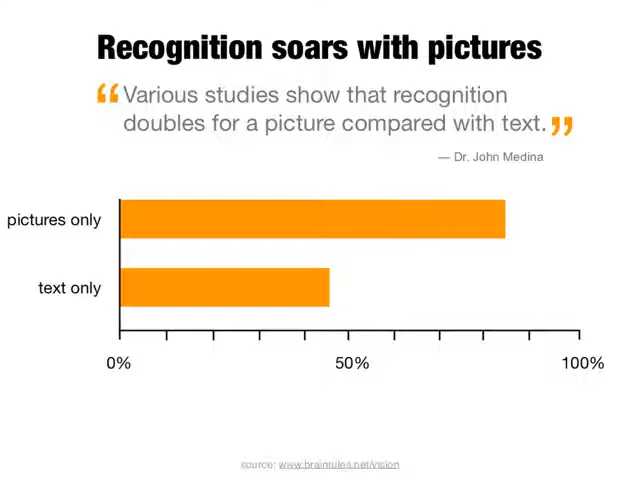 Recognition soars with pictures
“Various studies show that recognition
doubles for a picture compared with text.”
— Dr. John Medina
pictures only
text only
0% 50% 100%
source: www.brainrules.net/vision